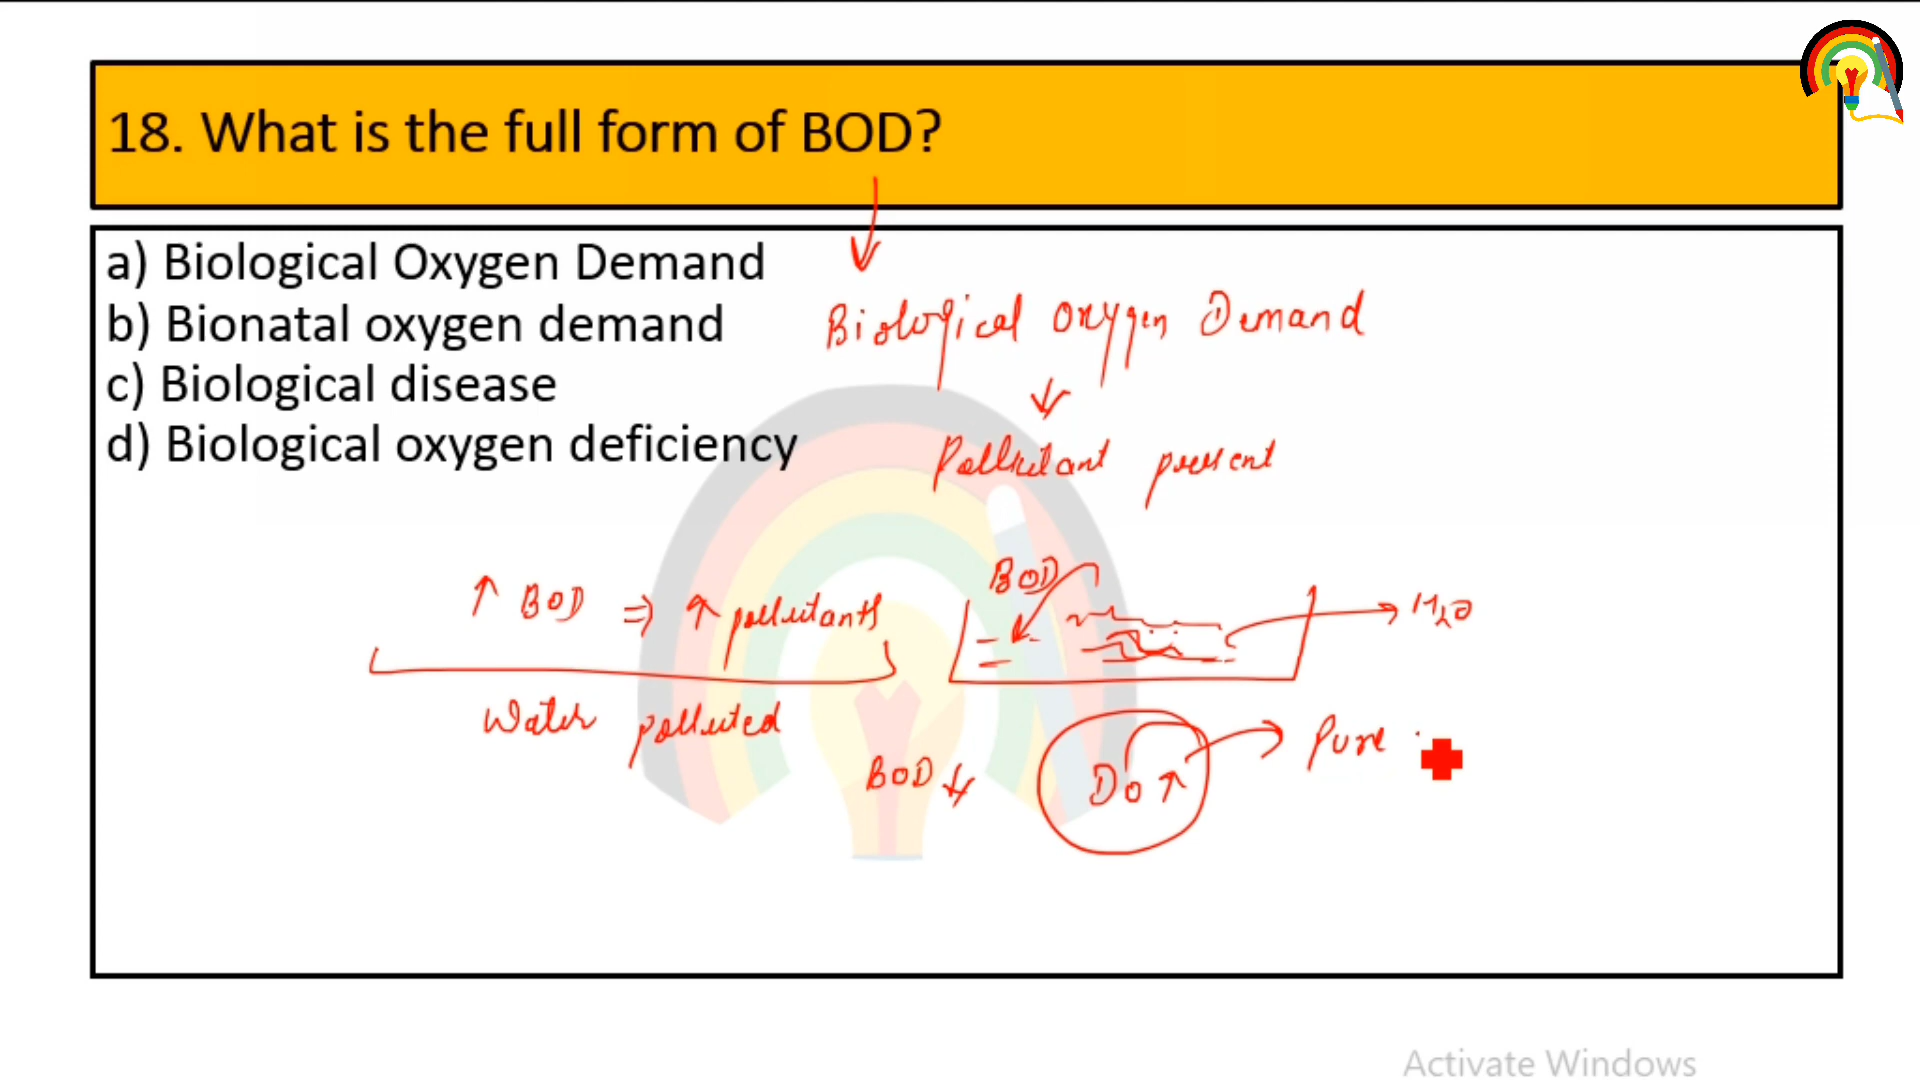 18. What is the full form of BOD?
a) Biological Oxygen Demand
b) Bionatal oxygen demand
c) Biological disease
d) Biological oxygen deficiency
Biological oxygen Demand
Pollutant present
↑ BOD ⇒ ↑ pollutants
Water polluted
BOD
H2O
BOD ↓
DO ↑
Pure
Activate Windows